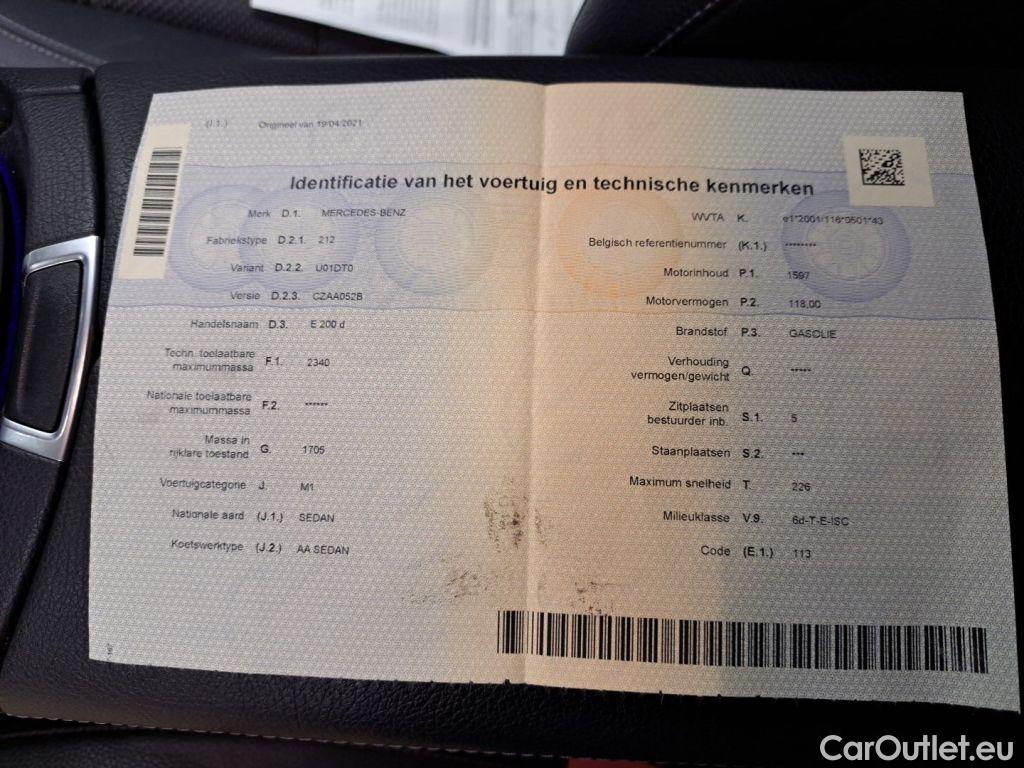 (I.1.) Origineel van 19/04/2021
Identificatie van het voertuig en technische kenmerken
Merk D.1. MERCEDES-BENZ
Fabriekstype D.2.1. 212
Variant D.2.2. U01DT0
Versie D.2.3. CZAA052B
Handelsnaam D.3. E 200 d
Techn. toelaatbare
maximummassa F.1. 2340
Nationale toelaatbare
maximummassa F.2. ******
Massa in
rijklare toestand G. 1705
Voertuigcategorie J. M1
Nationale aard (J.1.) SEDAN
Koetswerktype (J.2.) AA SEDAN
WVTA K. e1*2001/116*0501*43
Belgisch referentienummer (K.1.) ********
Motorinhoud P.1. 1597
Motorvermogen P.2. 118,00
Brandstof P.3. GASOLIE
Verhouding
vermogen/gewicht Q. *****
Zitplaatsen
bestuurder inb. S.1. 5
Staanplaatsen S.2. ***
Maximum snelheid T. 226
Milieuklasse V.9. 6d-T-E-ISC
Code (E.1.) 113
CarOutlet.eu